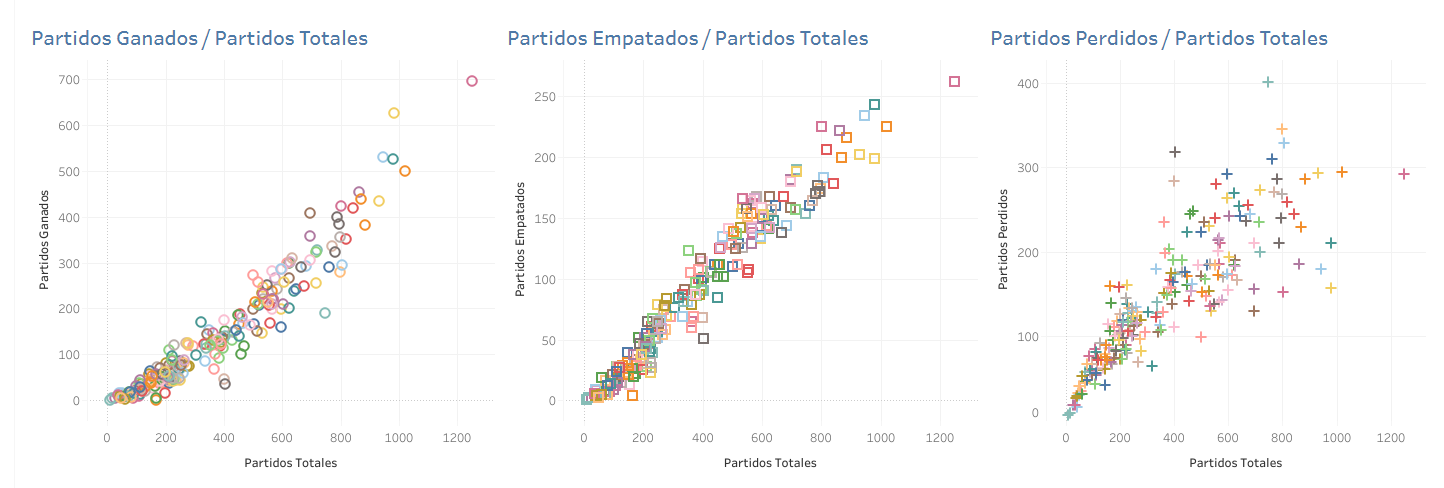 Partidos Ganados / Partidos Totales
700
600
500
400
300
200
100
0
Partidos Ganados
0 200 400 600 800 1000 1200
Partidos Totales
Partidos Empatados / Partidos Totales
250
200
150
100
50
0
Partidos Empatados
0 200 400 600 800 1000 1200
Partidos Totales
Partidos Perdidos / Partidos Totales
400
300
200
100
0
Partidos Perdidos
0 200 400 600 800 1000 1200
Partidos Totales